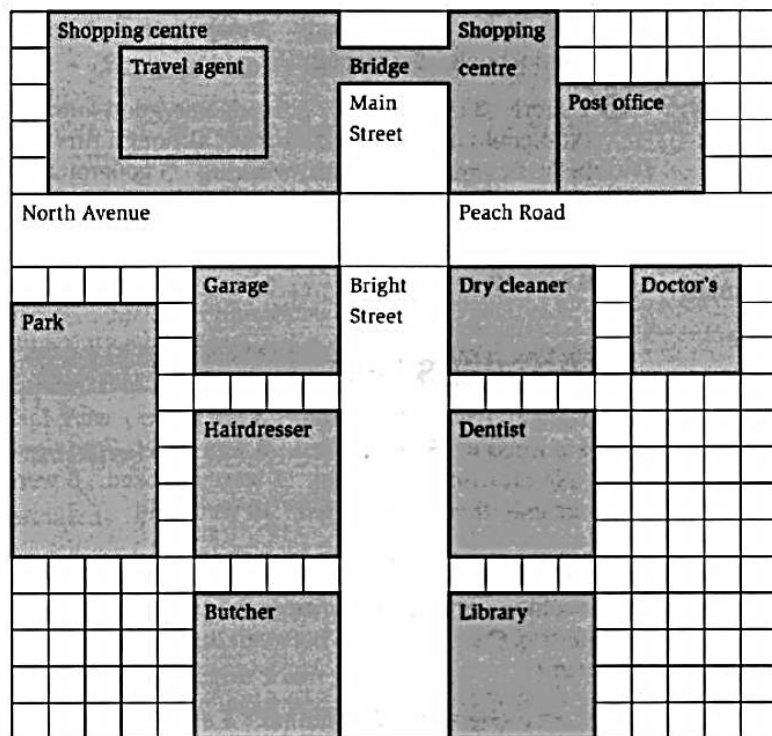 Shopping centre
Travel agent
Bridge
Shopping
centre
Main
Street
Post office
North Avenue
Peach Road
Garage
Bright
Street
Dry cleaner
Doctor's
Park
Hairdresser
Dentist
Butcher
Library